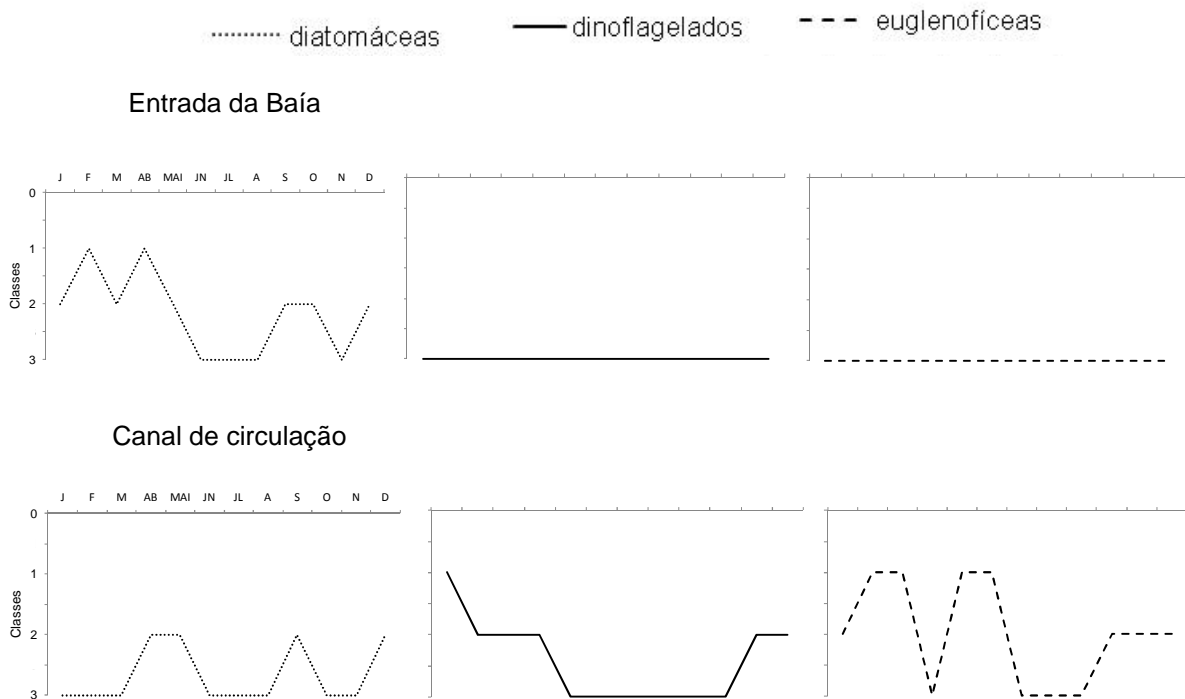 diatomáceas dinoflagelados euglenofíceas
Entrada da Baía
J F M AB MAI JN JL A S O N D
0
1
2
3
Classes
Canal de circulação
J F M AB MAI JN JL A S O N D
0
1
2
3
Classes